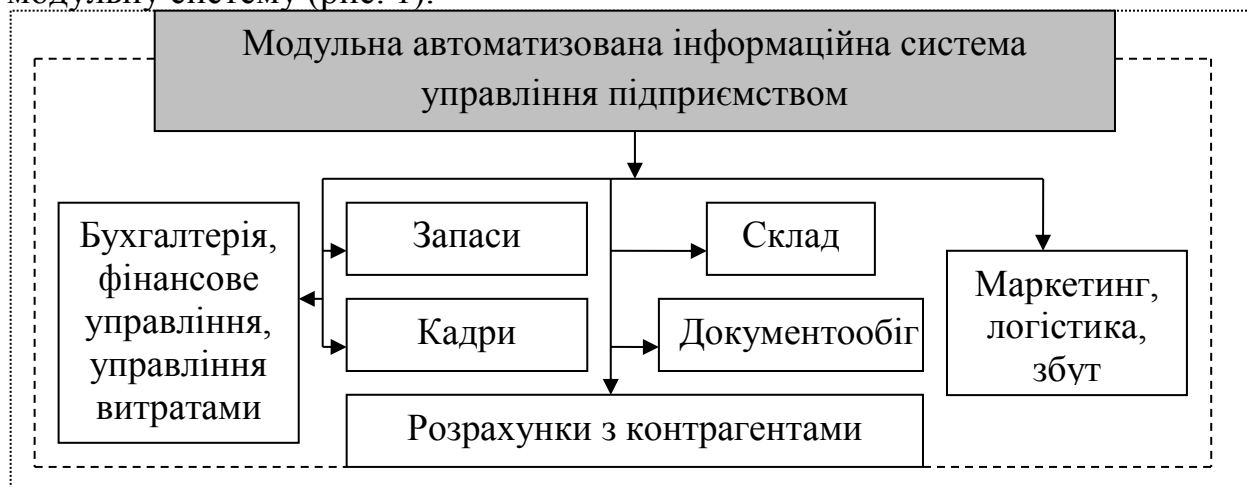 модульну систему (рис. 1).
Модульна автоматизована інформаційна система
управління підприємством
Бухгалтерія,
фінансове
управління,
управління
витратами
Запаси
Склад
Кадри
Документообіг
Маркетинг,
логістика,
збут
Розрахунки з контрагентами